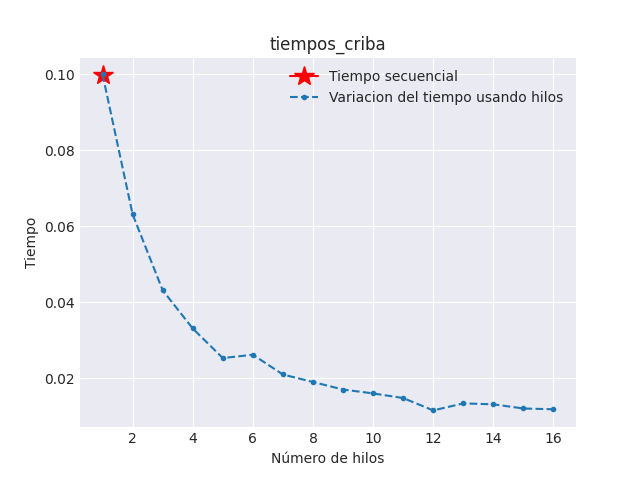 tiempos_criba
Tiempo secuencial
Variacion del tiempo usando hilos
0.10
0.08
0.06
0.04
0.02
Tiempo
2 4 6 8 10 12 14 16
Número de hilos